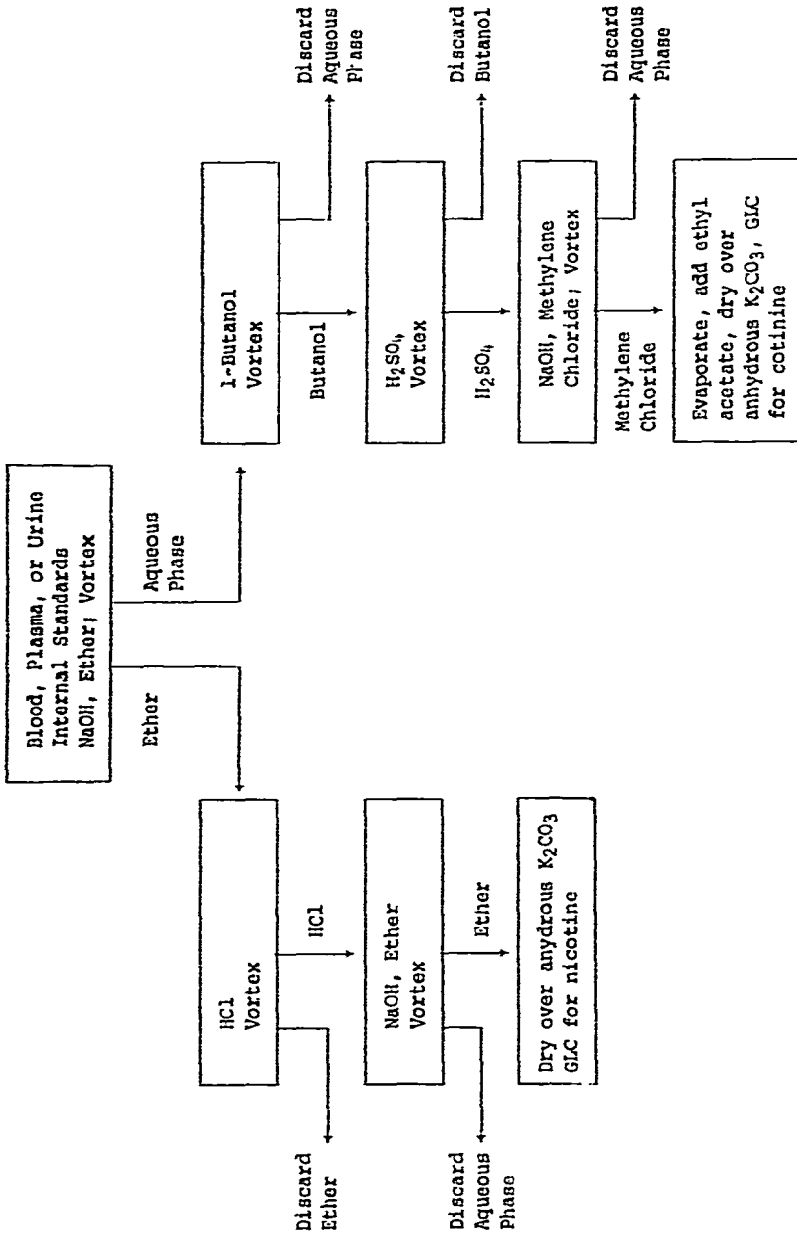 Blood, Plasma, or Urine
Internal Standards
NaOH, Ether; Vortex
Ether
Aqueous
Phase
HCl
Vortex
Discard
Ether
HCl
NaOH, Ether
Vortex
Discard
Aqueous
Phase
Ether
Dry over anydrous K₂CO₃
GLC for nicotine
1-Butanol
Vortex
Butanol
Discard
Aqueous
Phase
H₂SO₄,
Vortex
H₂SO₄
Discard
Butanol
NaOH, Methylene
Chloride; Vortex
Methylene
Chloride
Discard
Aqueous
Phase
Evaporate, add ethyl
acetate, dry over
anhydrous K₂CO₃, GLC
for cotinine